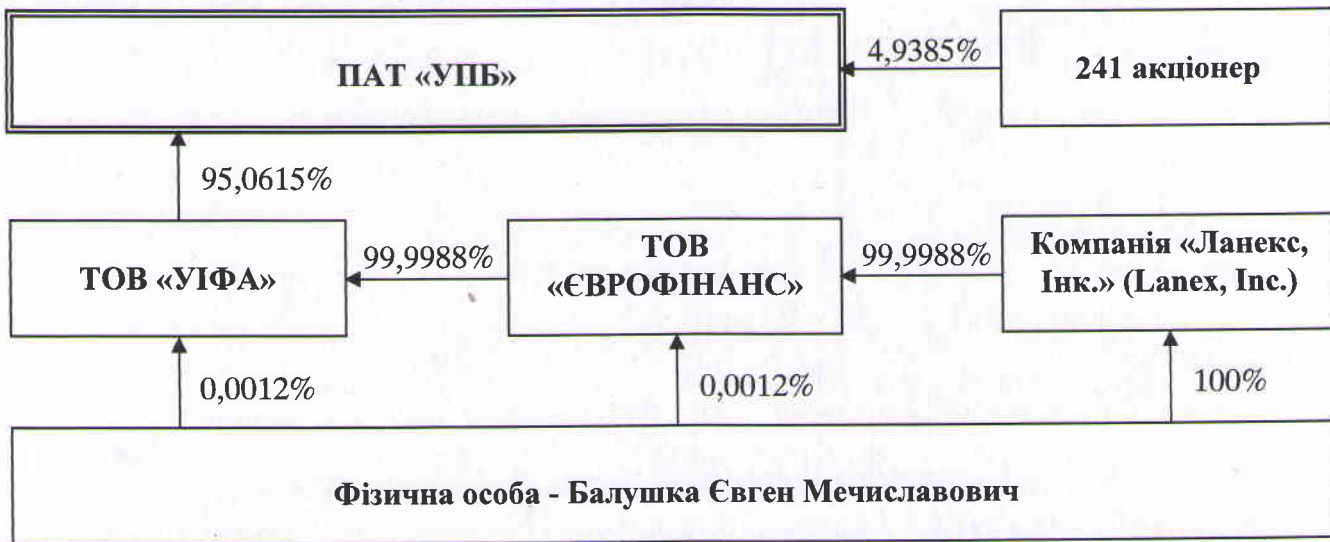 ПАТ «УПБ»
4,9385%
241 акціонер
95,0615%
ТОВ «УІФА»
99,9988%
ТОВ
«ЄВРОФІНАНС»
99,9988%
Компанія «Ланекс,
Інк.» (Lanex, Inc.)
0,0012%
0,0012%
100%
Фізична особа - Балушка Євген Мечиславович